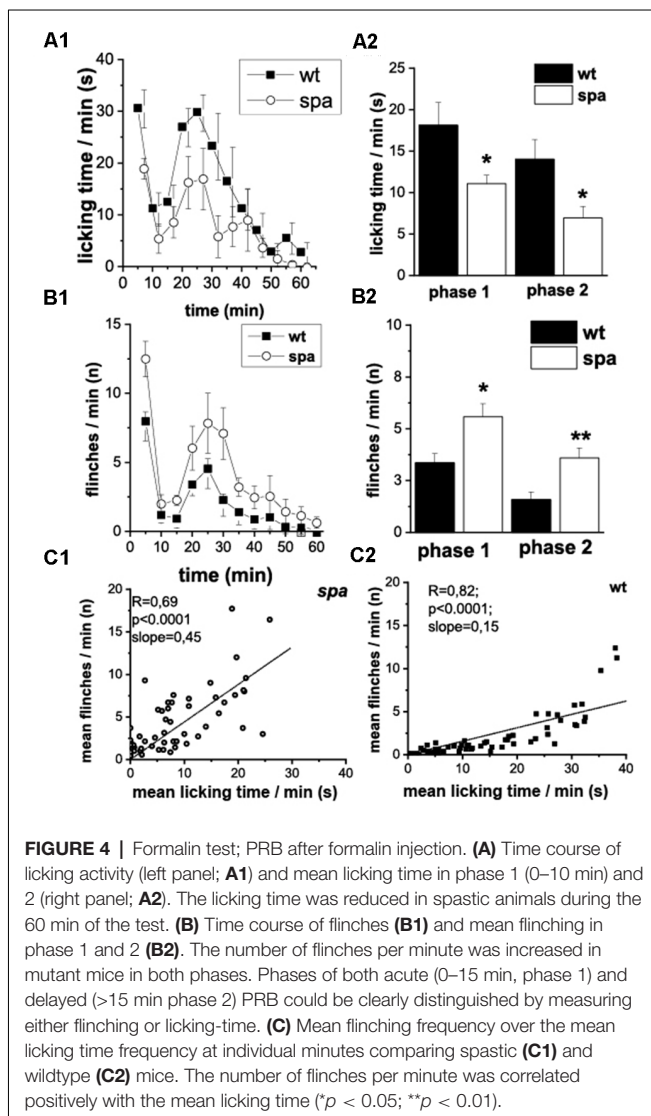 A1
A2
licking time / min (s)
40
30
20
10
0
wt
spa
0 10 20 30 40 50 60
time (min)
licking time / min (s)
25
20
15
10
5
0
wt
spa
*
*
phase 1 phase 2
B1
B2
flinches / min (n)
15
10
5
0
wt
spa
0 10 20 30 40 50 60
time (min)
flinches / min (n)
10
8
5
3
0
wt
spa
*
**
phase 1 phase 2
C1
C2
mean flinches / min (n)
20
15
10
5
0
R=0,69
p<0.0001
slope=0,45
spa
0 10 20 30 40
mean licking time / min (s)
mean flinches / min (n)
20
15
10
5
0
R=0,82;
p<0.0001;
slope=0,15
wt
0 10 20 30 40
mean licking time / min (s)
FIGURE 4 | Formalin test; PRB after formalin injection. (A) Time course of
licking activity (left panel; A1) and mean licking time in phase 1 (0–10 min) and
2 (right panel; A2). The licking time was reduced in spastic animals during the
60 min of the test. (B) Time course of flinches (B1) and mean flinching in
phase 1 and 2 (B2). The number of flinches per minute was increased in
mutant mice in both phases. Phases of both acute (0–15 min, phase 1) and
delayed (>15 min phase 2) PRB could be clearly distinguished by measuring
either flinching or licking-time. (C) Mean flinching frequency over the mean
licking time frequency at individual minutes comparing spastic (C1) and
wildtype (C2) mice. The number of flinches per minute was correlated
positively with the mean licking time (*p < 0.05; **p < 0.01).